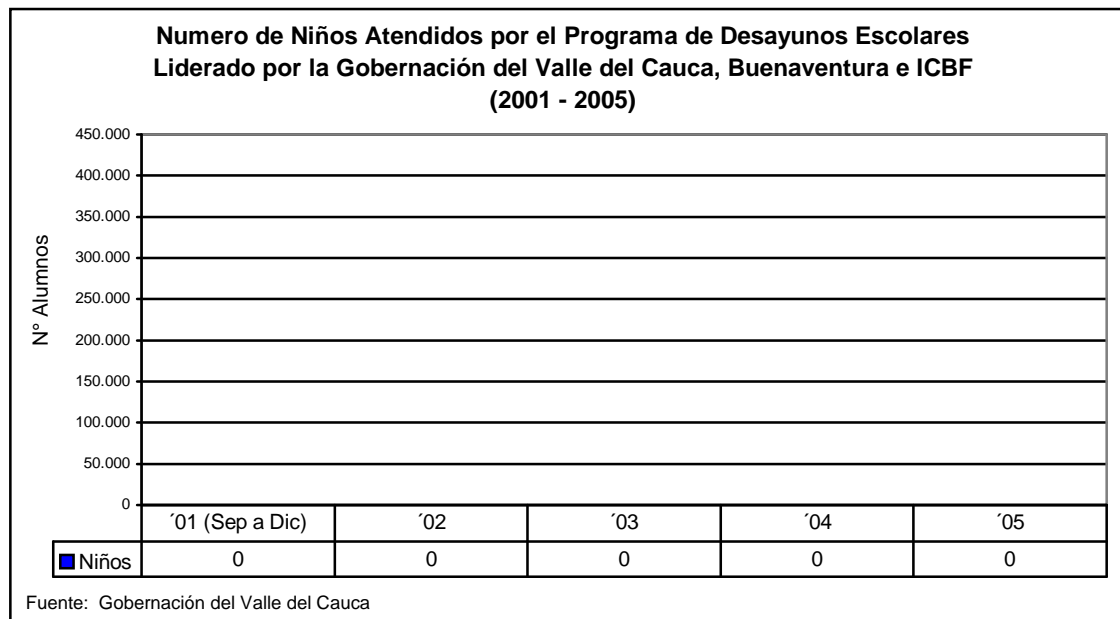 Numero de Niños Atendidos por el Programa de Desayunos Escolares
Liderado por la Gobernación del Valle del Cauca, Buenaventura e ICBF
(2001 - 2005)
N° Alumnos
450.000
400.000
350.000
300.000
250.000
200.000
150.000
100.000
50.000
0
´01 (Sep a Dic) ´02 ´03 ´04 ´05
Niños 0 0 0 0 0
Fuente: Gobernación del Valle del Cauca